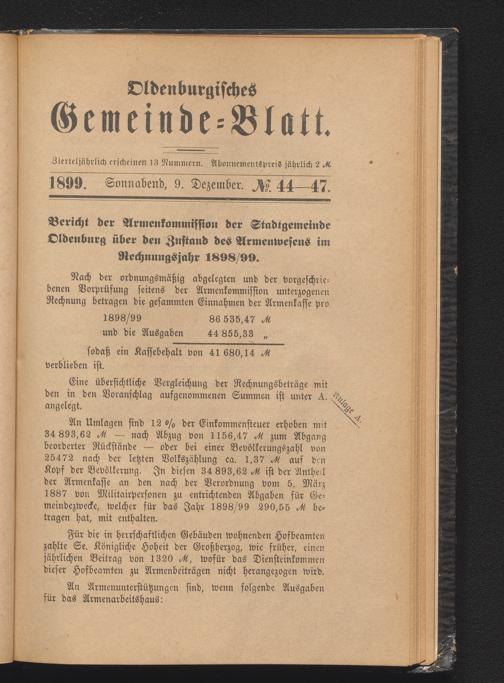 Oldenburgisches
Gemeinde-Blatt.
Vierteljährlich erscheinen 13 Nummern. Abonnementspreis jährlich 2 M
1899. Sonnabend, 9. Dezember. №. 44—47.
Bericht der Armenkommission der Stadtgemeinde
Oldenburg über den Zustand des Armenwesens im
Rechnungsjahr 1898/99.
Nach der ordnungsmäßig abgelegten und der vorgeschrie-
benen Vorprüfung seitens der Armenkommission unterzogenen
Rechnung betragen die gesammten Einnahmen der Armenkasse pro
1898/99 86 535,47 M
und die Ausgaben 44 855,33 „
sodaß ein Kassebehalt von 41 680,14 M
verblieben ist.
Eine übersichtliche Vergleichung der Rechnungsbeträge mit
den in den Voranschlag aufgenommenen Summen ist unter A.
angelegt.
Anlage A.
An Umlagen sind 12 % der Einkommensteuer erhoben mit
34 893,62 M — nach Abzug von 1156,47 M zum Abgang
beorderter Rückstände — oder bei einer Bevölkerungszahl von
25472 nach der letzten Volkszählung ca. 1,37 M auf den
Kopf der Bevölkerung. In diesen 34 893,62 M ist der Antheil
der Armenkasse an den nach der Verordnung vom 5. März
1887 von Militairpersonen zu entrichtenden Abgaben für Ge-
meindezwecke, welcher für das Jahr 1898/99 290,55 M be-
tragen hat, mit enthalten.
Für die in herrschaftlichen Gebäuden wohnenden Hofbeamten
zahlte Se. Königliche Hoheit der Großherzog, wie früher, einen
jährlichen Beitrag von 1320 M, wofür das Diensteinkommen
dieser Hofbeamten zu Armenbeiträgen nicht herangezogen wird.
An Armenunterstützungen sind, wenn folgende Ausgaben
für das Armenarbeitshaus: